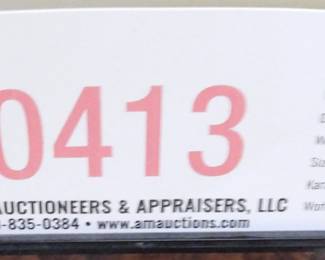 0413
AUCTIONEERS & APPRAISERS, LLC
-835-0384 • www.amauctions.com